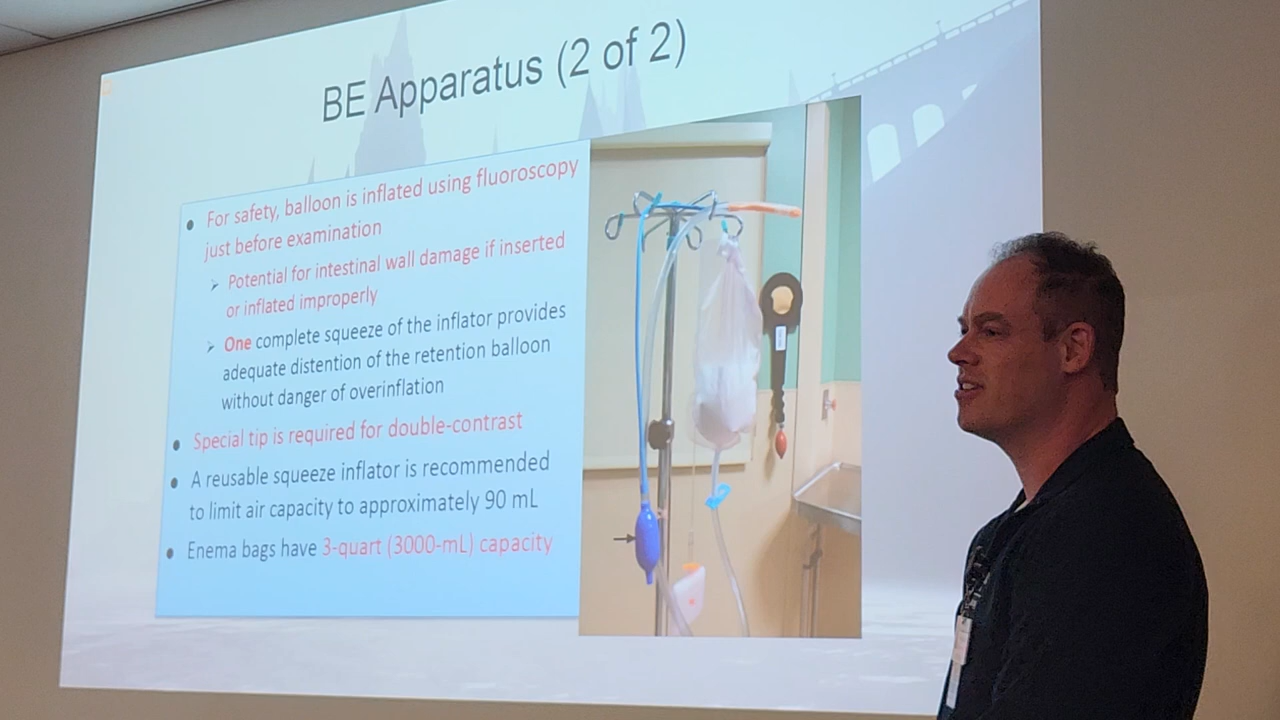 BE Apparatus (2 of 2)
● For safety, balloon is inflated using fluoroscopy
just before examination
➢ Potential for intestinal wall damage if inserted
or inflated improperly
➢ One complete squeeze of the inflator provides
adequate distention of the retention balloon
without danger of overinflation
● Special tip is required for double-contrast
● A reusable squeeze inflator is recommended
to limit air capacity to approximately 90 mL
● Enema bags have 3-quart (3000-mL) capacity